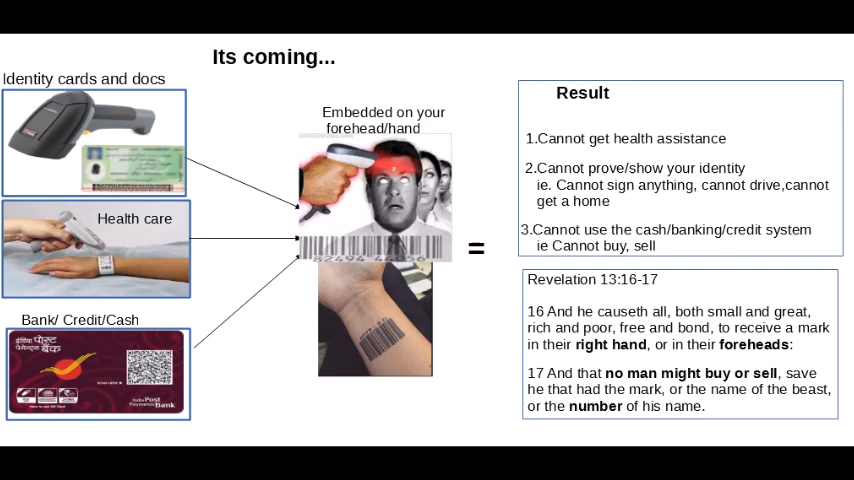 Its coming...
Identity cards and docs
Health care
Bank/ Credit/Cash
इंडिया पोस्ट
पेमेन्ट्स बैंक
India Post
Payments Bank
Embedded on your
forehead/hand
82494 44056
=
Result
1.Cannot get health assistance
2.Cannot prove/show your identity
ie. Cannot sign anything, cannot drive,cannot
get a home
3.Cannot use the cash/banking/credit system
ie Cannot buy, sell
Revelation 13:16-17
16 And he causeth all, both small and great,
rich and poor, free and bond, to receive a mark
in their right hand, or in their foreheads:
17 And that no man might buy or sell, save
he that had the mark, or the name of the beast,
or the number of his name.